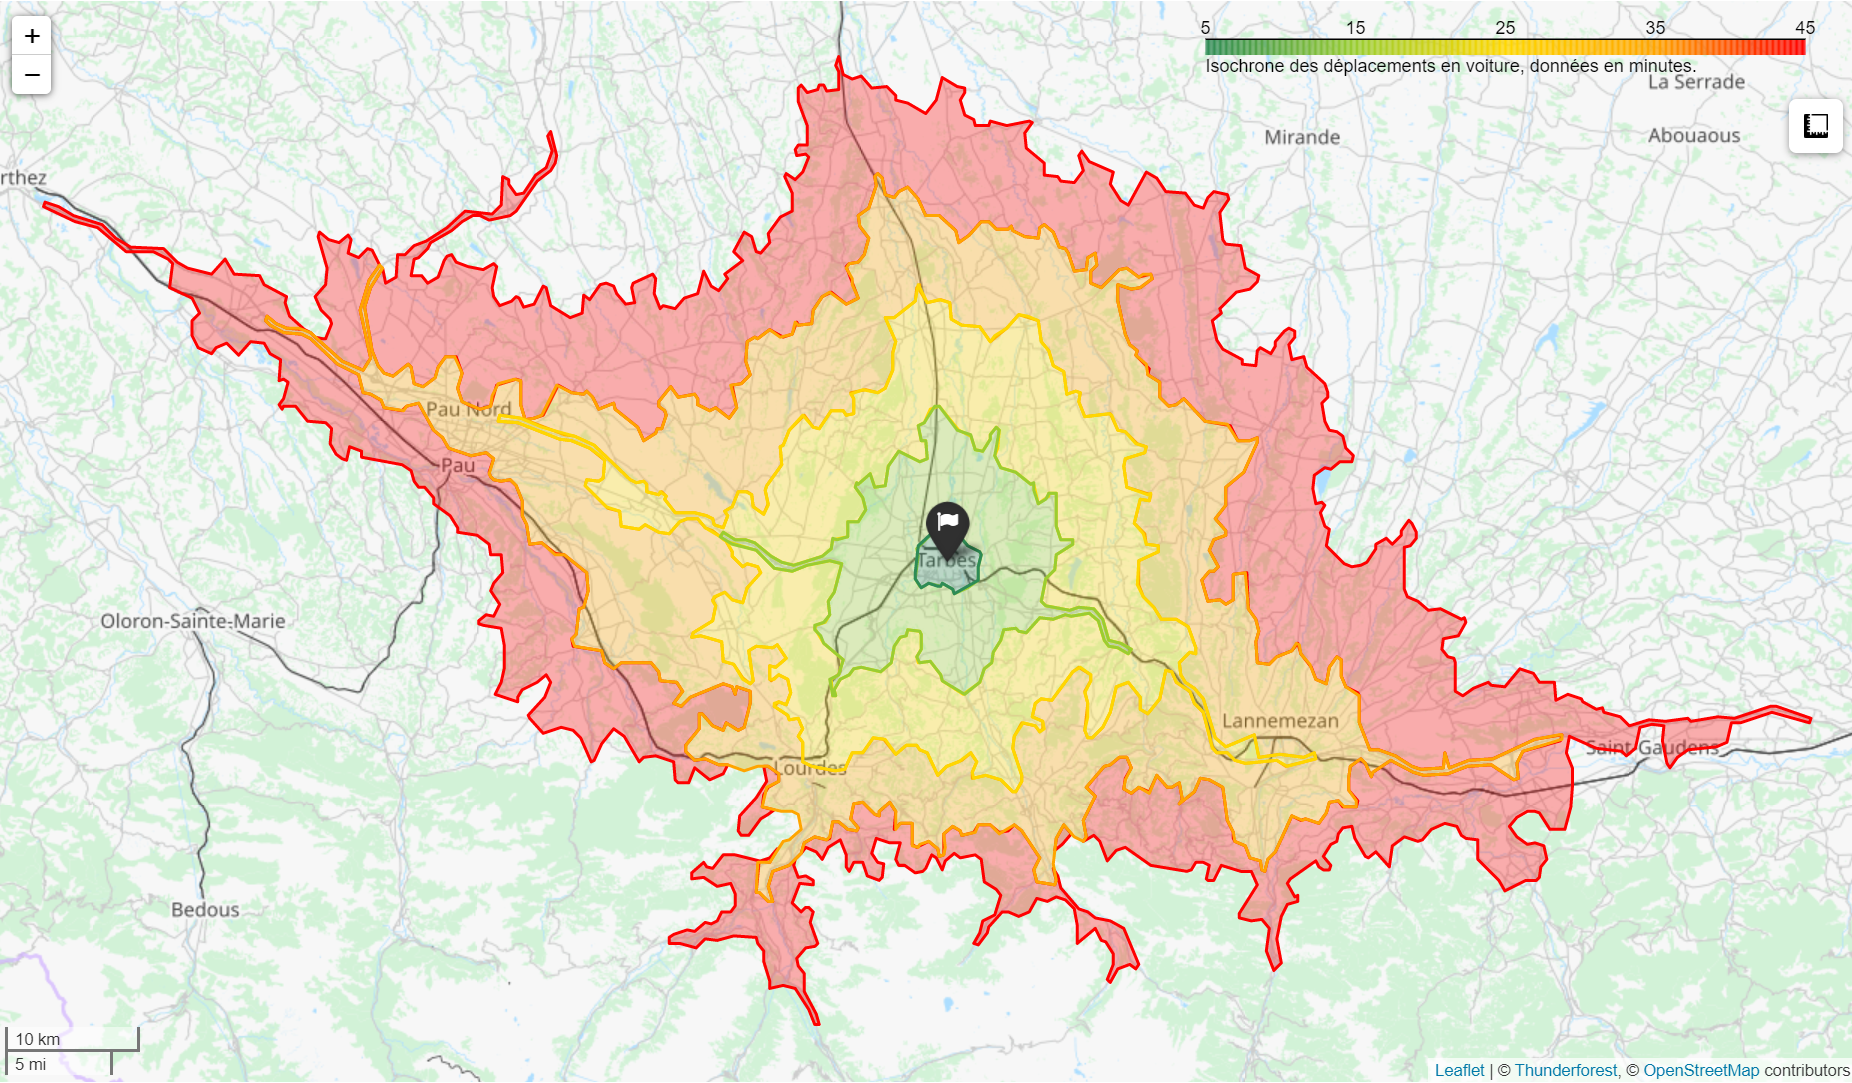 +
−
5 15 25 35 45
Isochrone des déplacements en voiture, données en minutes.
La Serrade
Mirande
Abouaous
rthez
Pau Nord
Pau
Tarbes
Oloron-Sainte-Marie
Lannemezan
Saint-Gaudens
Lourdes
Bedous
10 km
5 mi
Leaflet | © Thunderforest, © OpenStreetMap contributors